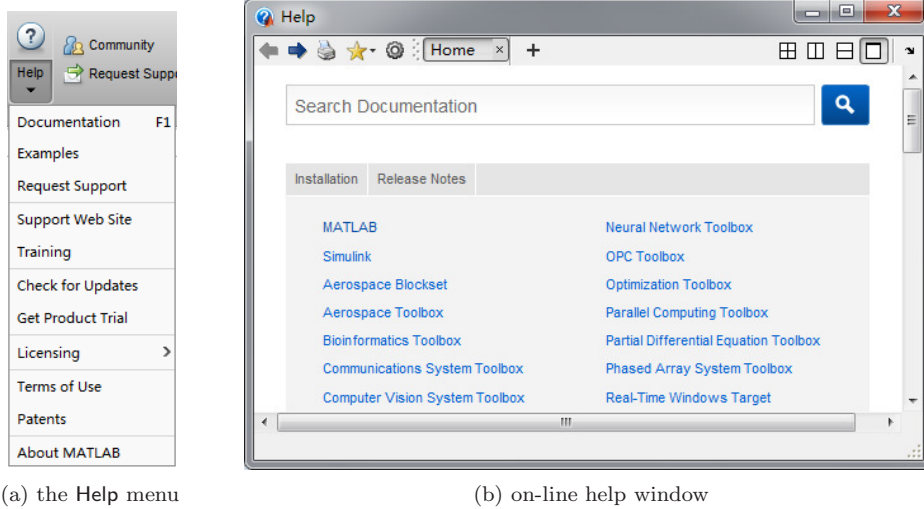 Community
Help
Request Supp
Documentation F1
Examples
Request Support
Support Web Site
Training
Check for Updates
Get Product Trial
Licensing
Terms of Use
Patents
About MATLAB
(a) the Help menu
Help
Home
Search Documentation
Installation Release Notes
MATLAB Neural Network Toolbox
Simulink OPC Toolbox
Aerospace Blockset Optimization Toolbox
Aerospace Toolbox Parallel Computing Toolbox
Bioinformatics Toolbox Partial Differential Equation Toolbox
Communications System Toolbox Phased Array System Toolbox
Computer Vision System Toolbox Real-Time Windows Target
(b) on-line help window